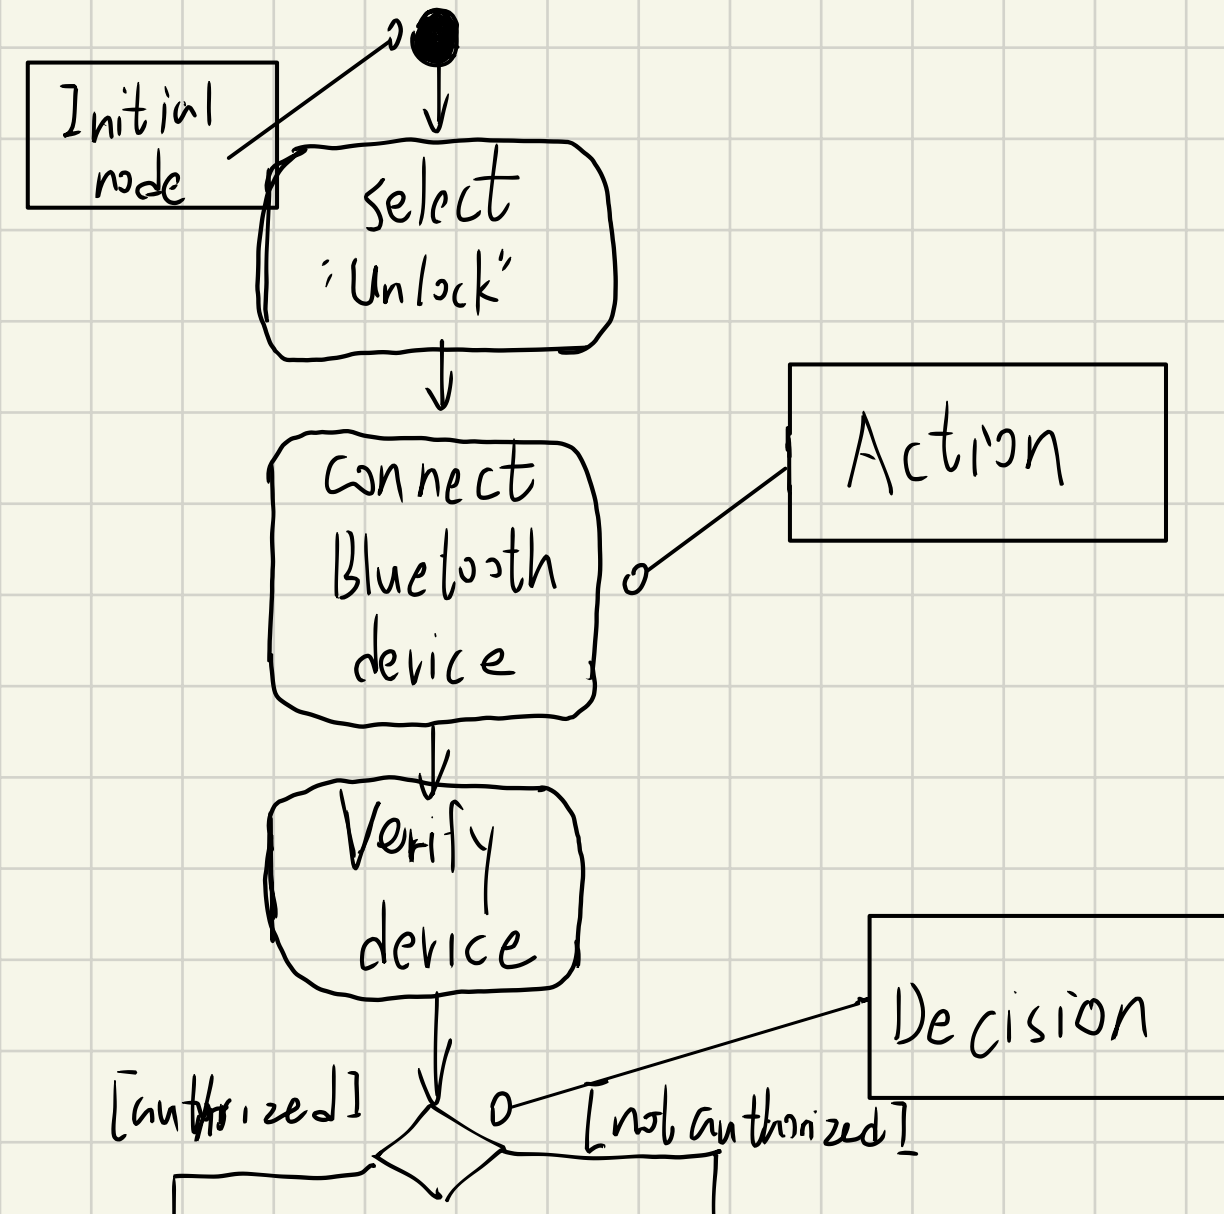 Initial
node
select
"Unlock"
Connect
Bluetooth
device
Action
Verify
device
Decision
[authorized]
[not authorized]